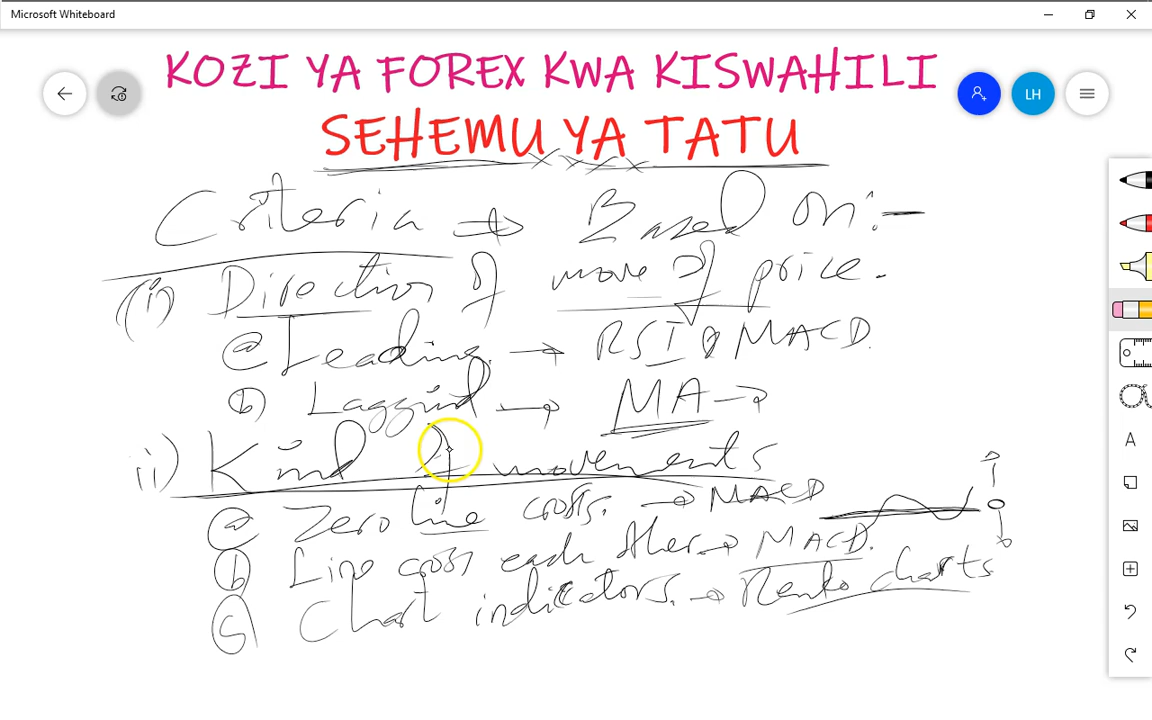 Microsoft Whiteboard
KOZI YA FOREX KWA KISWAHILI
LH
SEHEMU YA TATU
Criteria → Based on:-
(i) Direction of move of price.
(a) Leading. → RSI & MACD.
(b) Lagging → MA →
ii) Kind of movements
(a) Zero line cross. → MACD
(b) Line cross each other → MACD.
(c) Chart indicators. → Renko charts
A